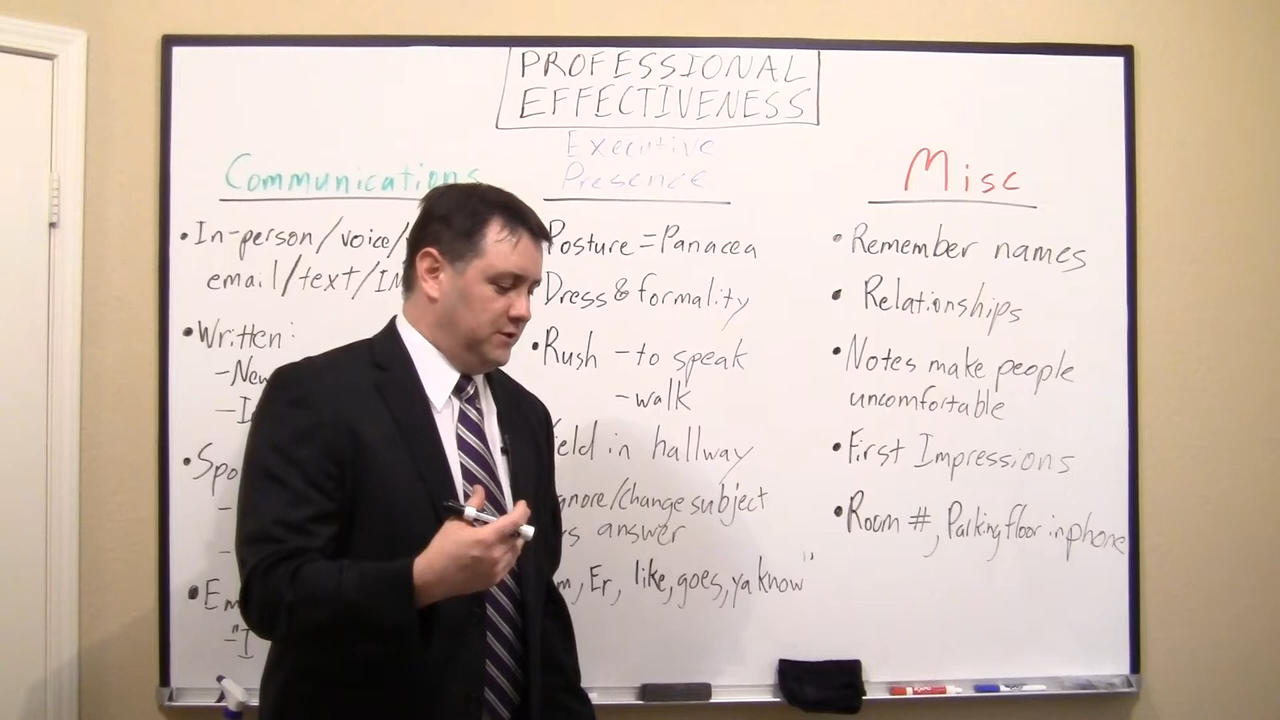 PROFESSIONAL
EFFECTIVENESS
Communications
• In-person/voice/
email/text/IM
• Written:
•
-
-
•
- "I
Executive
Presence
Posture = Panacea
Dress & formality
• Rush - to speak
- walk
in hallway
/change subject
answer
, Er, like, goes, ya know"
Misc
• Remember names
• Relationships
• Notes make people
uncomfortable
• First Impressions
• Room #, Parking floor in phone